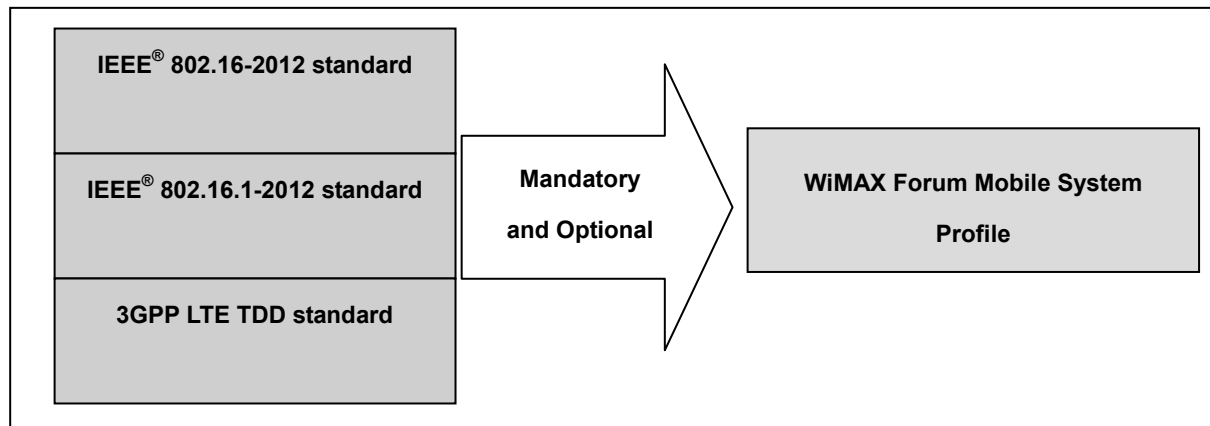 IEEE® 802.16-2012 standard
IEEE® 802.16.1-2012 standard
3GPP LTE TDD standard
Mandatory
and Optional
WiMAX Forum Mobile System
Profile